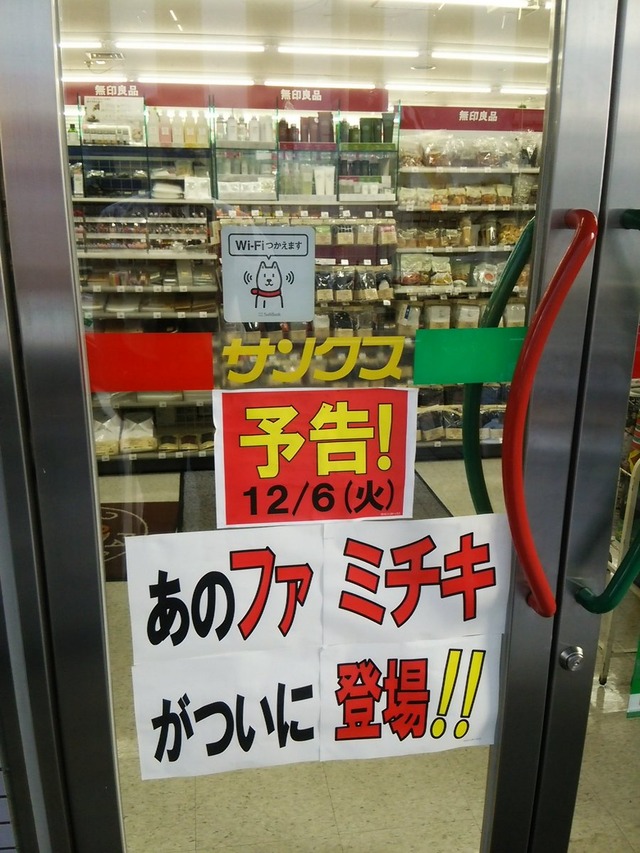 無印良品
無印良品
無印良品
Wi-Fiつかえます
サンクス
予告!
12/6(火)
あのファミチキ
がついに登場!!